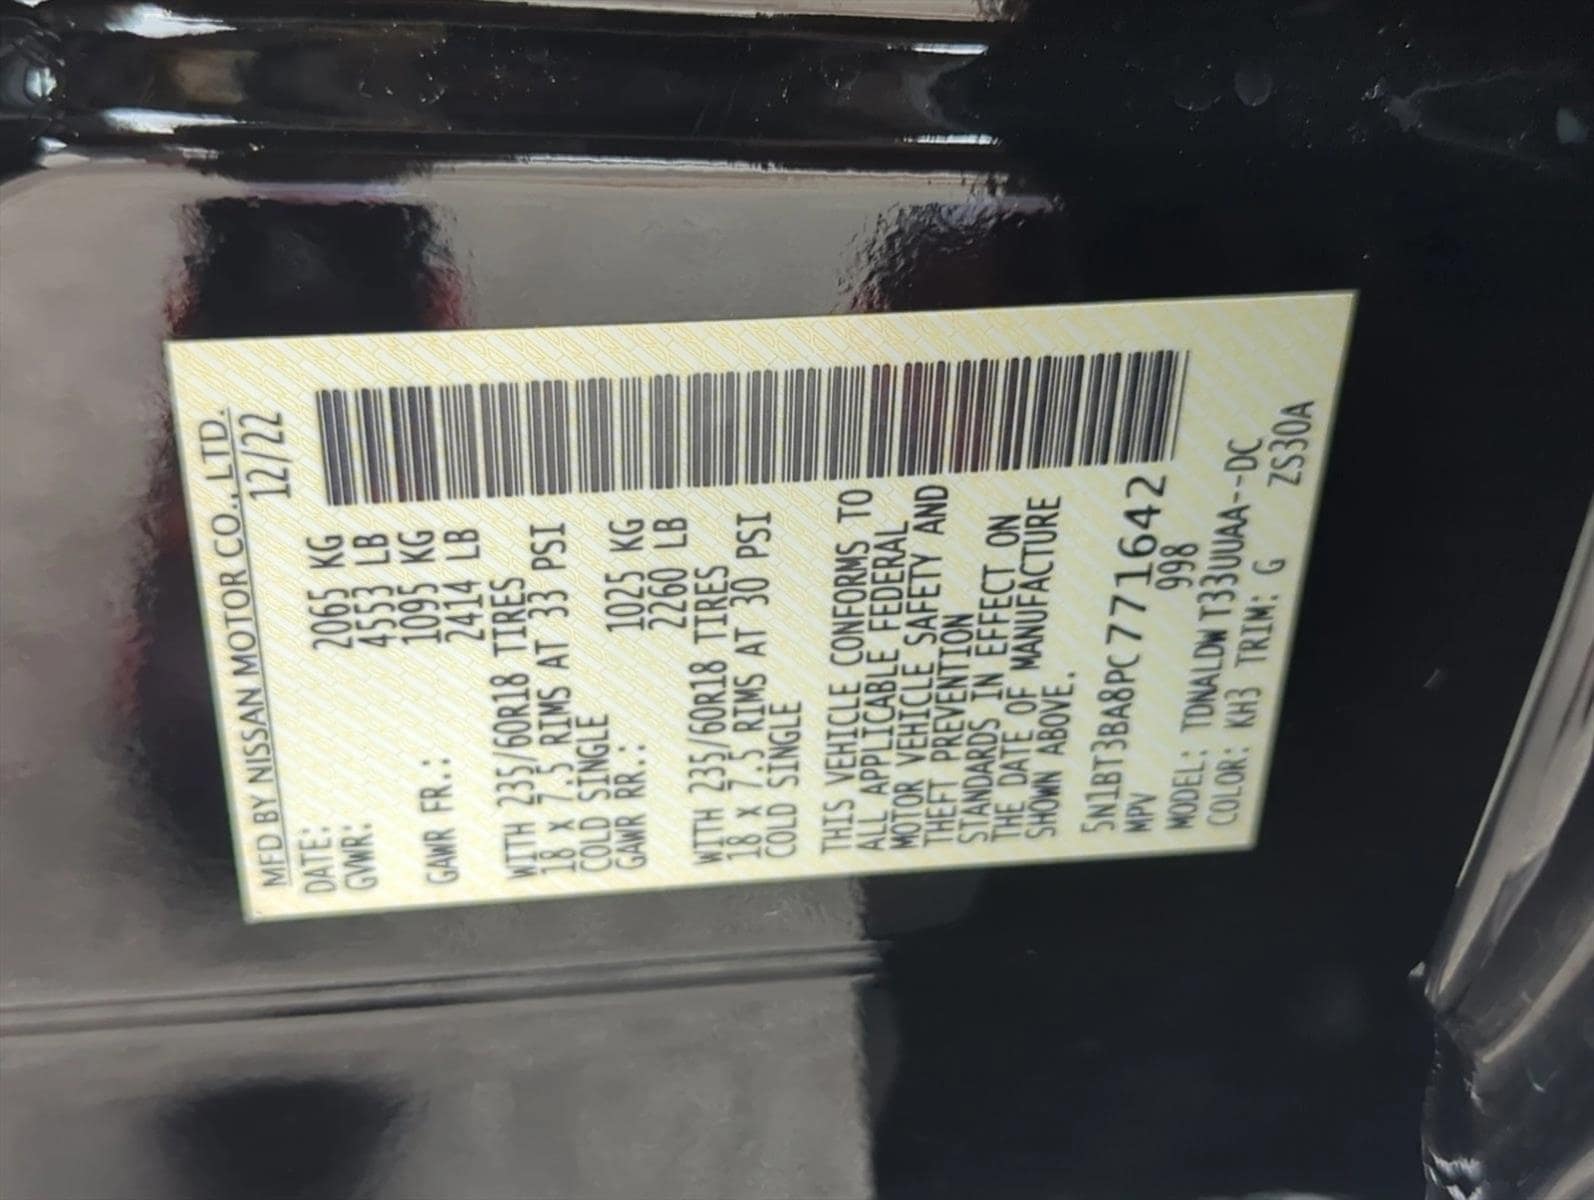 MFD BY NISSAN MOTOR CO., LTD.
DATE: 12/22
GVWR: 2065 KG
4553 LB
1095 KG
GAWR FR.: 2414 LB
WITH 235/60R18 TIRES
18 X 7.5 RIMS AT 33 PSI
COLD SINGLE
GAWR RR.: 1025 KG
2260 LB
WITH 235/60R18 TIRES
18 X 7.5 RIMS AT 30 PSI
COLD SINGLE
THIS VEHICLE CONFORMS TO
ALL APPLICABLE FEDERAL
MOTOR VEHICLE SAFETY AND
THEFT PREVENTION
STANDARDS IN EFFECT ON
THE DATE OF MANUFACTURE
SHOWN ABOVE.
5N1BT3BA8PC771642
MPV 998
MODEL: TDNALDWT33UUAA--DC
COLOR: KH3 TRIM: G ZS30A